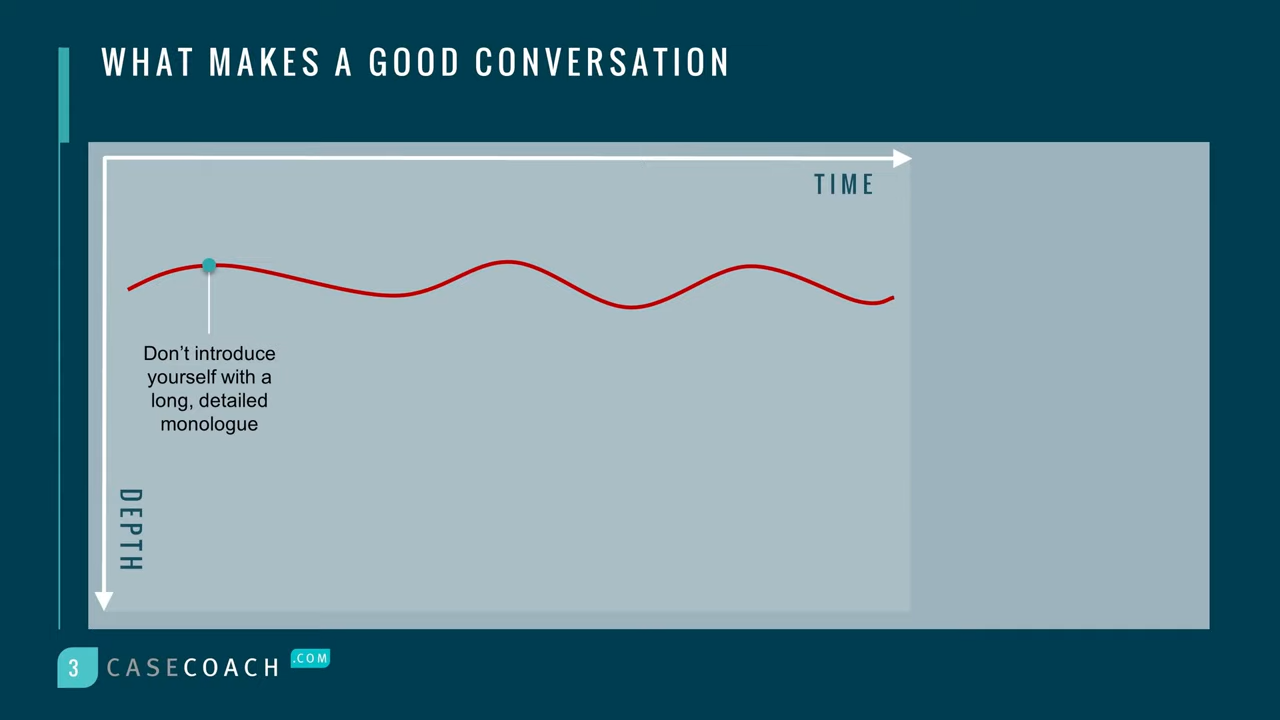 WHAT MAKES A GOOD CONVERSATION
TIME
Don’t introduce
yourself with a
long, detailed
monologue
DEPTH
3 CASECOACH .COM